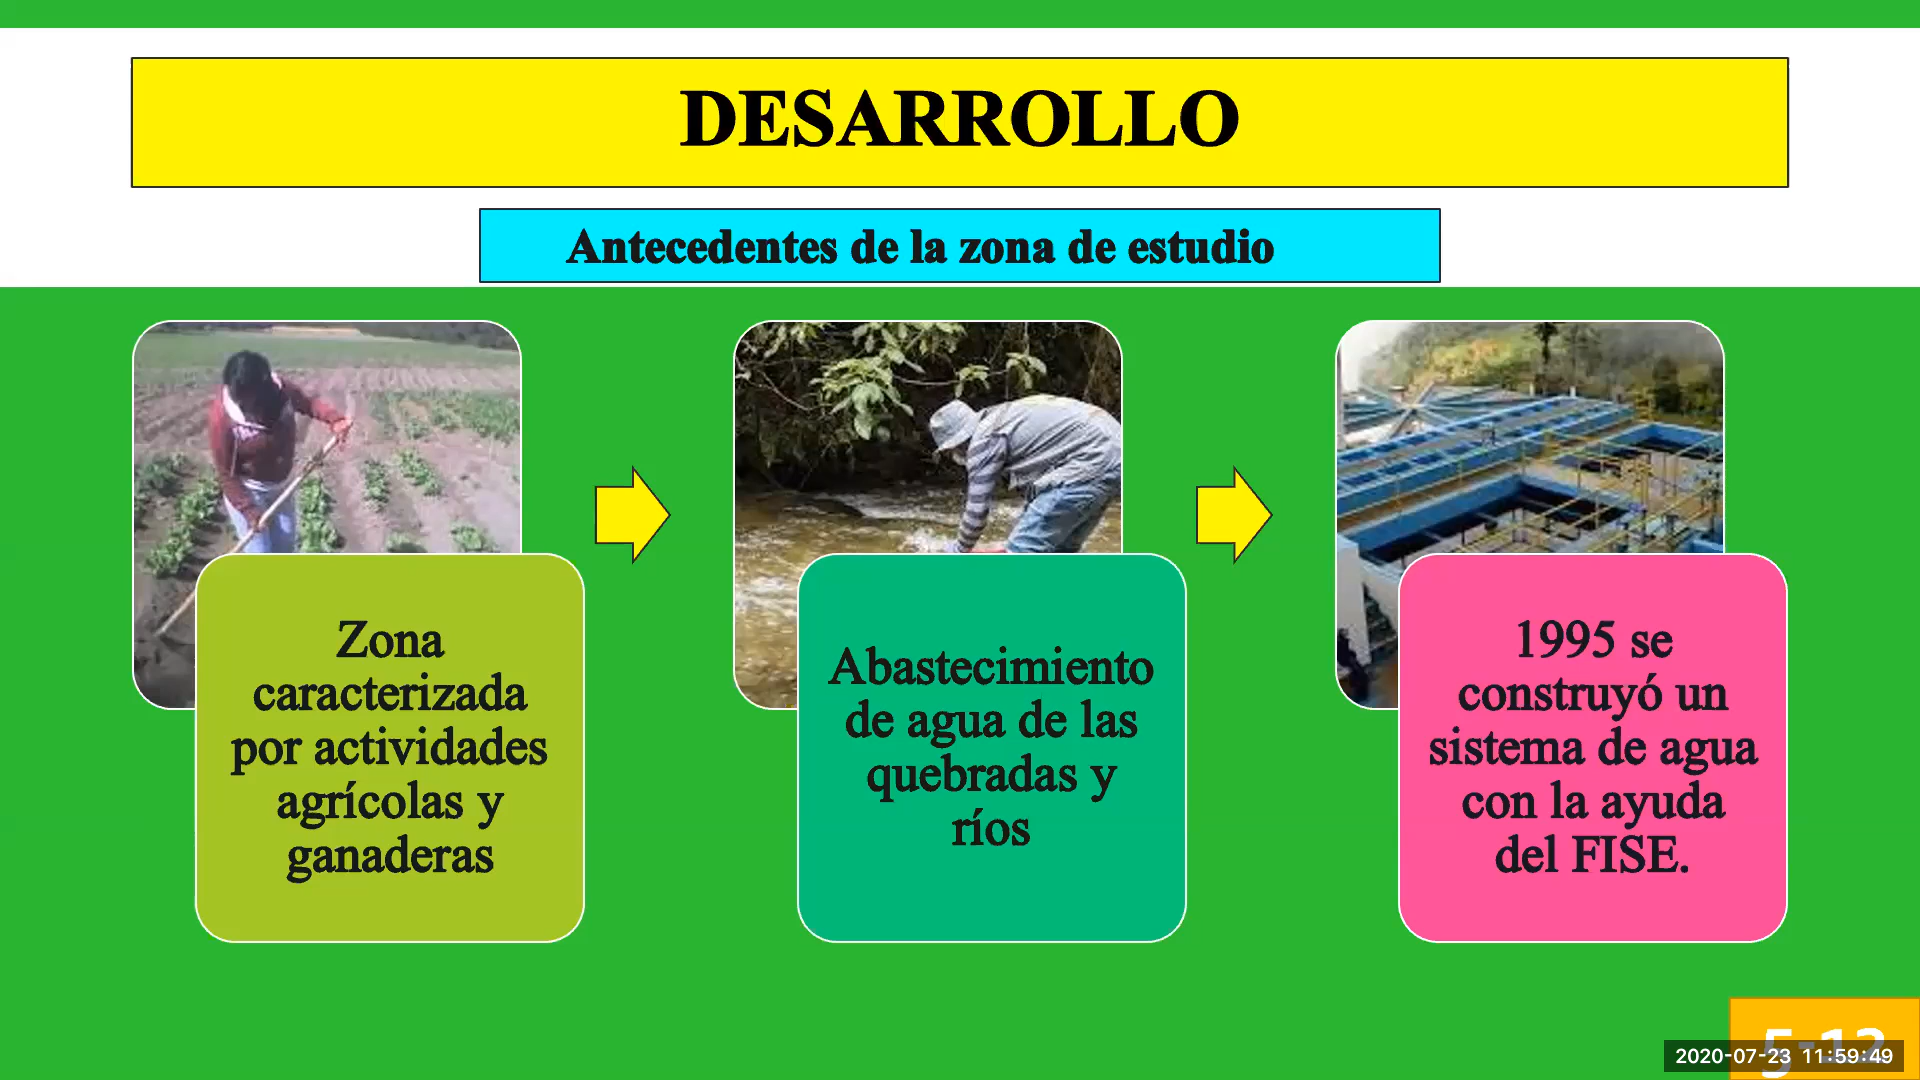 DESARROLLO
Antecedentes de la zona de estudio
Zona
caracterizada
por actividades
agrícolas y
ganaderas
Abastecimiento
de agua de las
quebradas y
ríos
1995 se
construyó un
sistema de agua
con la ayuda
del FISE.
5-12
2020-07-23 11:59:49